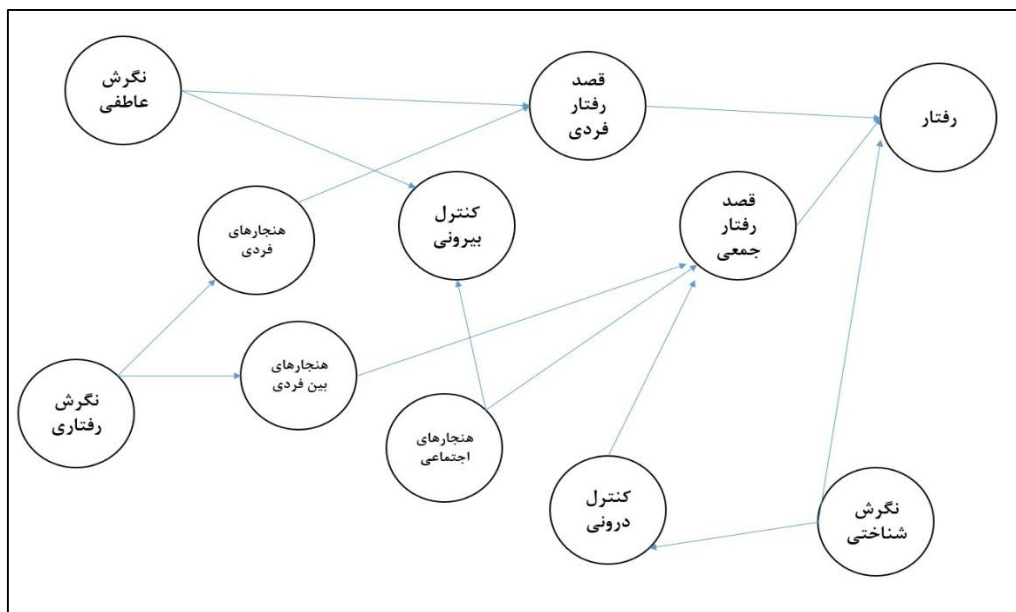 نگرش
عاطفی
قصد
رفتار
فردی
رفتار
هنجارهای
فردی
کنترل
بیرونی
قصد
رفتار
جمعی
نگرش
رفتاری
هنجارهای
بین فردی
هنجارهای
اجتماعی
کنترل
درونی
نگرش
شناختی